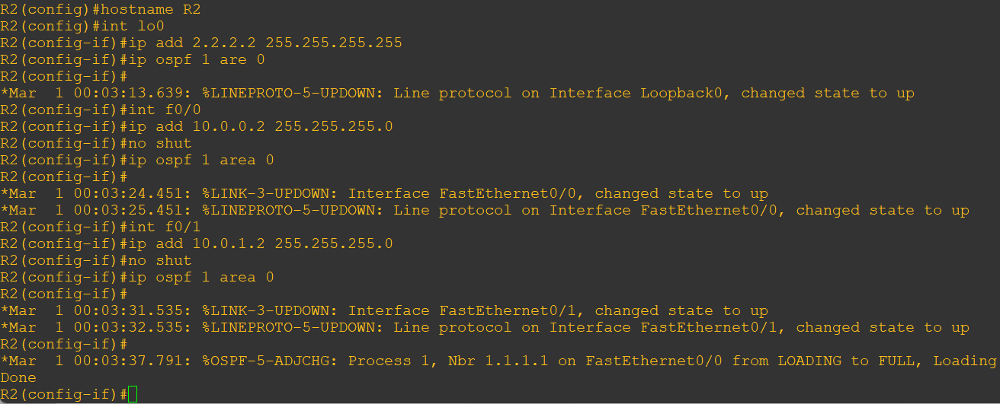 R2(config)#hostname R2
R2(config)#int lo0
R2(config-if)#ip add 2.2.2.2 255.255.255.255
R2(config-if)#ip ospf 1 are 0
R2(config-if)#
*Mar  1 00:03:13.639: %LINEPROTO-5-UPDOWN: Line protocol on Interface Loopback0, changed state to up
R2(config-if)#int f0/0
R2(config-if)#ip add 10.0.0.2 255.255.255.0
R2(config-if)#no shut
R2(config-if)#ip ospf 1 area 0
R2(config-if)#
*Mar  1 00:03:24.451: %LINK-3-UPDOWN: Interface FastEthernet0/0, changed state to up
*Mar  1 00:03:25.451: %LINEPROTO-5-UPDOWN: Line protocol on Interface FastEthernet0/0, changed state to up
R2(config-if)#int f0/1
R2(config-if)#ip add 10.0.1.2 255.255.255.0
R2(config-if)#no shut
R2(config-if)#ip ospf 1 area 0
R2(config-if)#
*Mar  1 00:03:31.535: %LINK-3-UPDOWN: Interface FastEthernet0/1, changed state to up
*Mar  1 00:03:32.535: %LINEPROTO-5-UPDOWN: Line protocol on Interface FastEthernet0/1, changed state to up
R2(config-if)#
*Mar  1 00:03:37.791: %OSPF-5-ADJCHG: Process 1, Nbr 1.1.1.1 on FastEthernet0/0 from LOADING to FULL, Loading
Done
R2(config-if)#